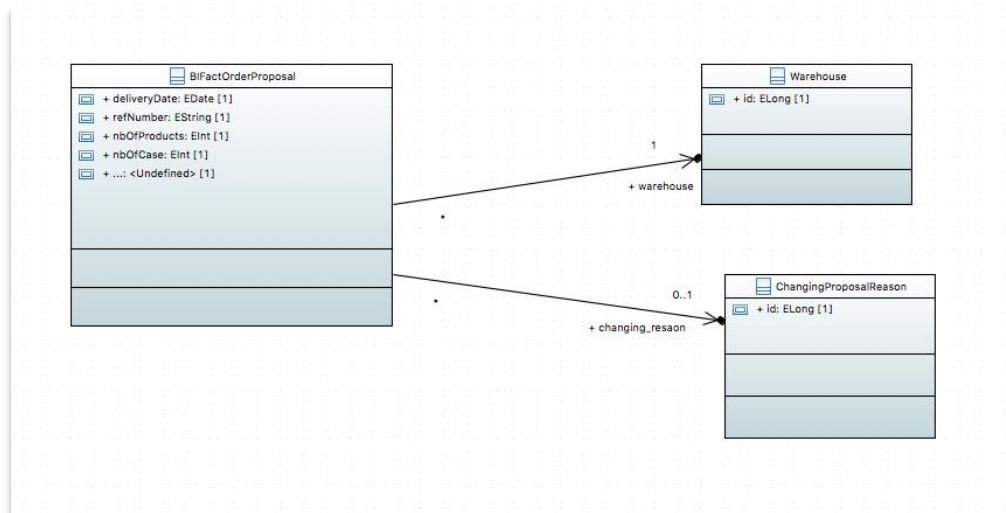 BIFactOrderProposal
+ deliveryDate: EDate [1]
+ refNumber: EString [1]
+ nbOfProducts: EInt [1]
+ nbOfCase: EInt [1]
+ ...: <Undefined> [1]
Warehouse
+ id: ELong [1]
1
+ warehouse
*
ChangingProposalReason
+ id: ELong [1]
0..1
+ changing_resaon
*